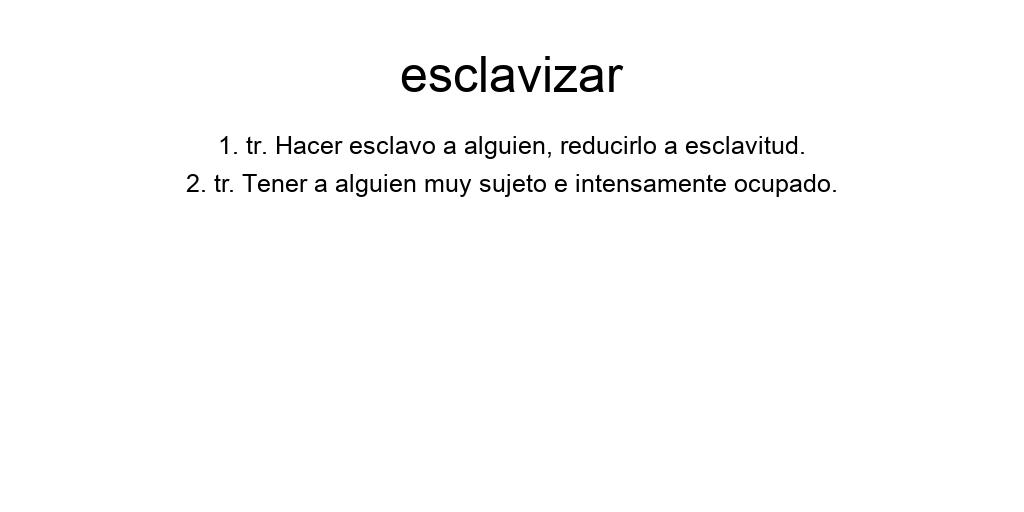 esclavizar
1. tr. Hacer esclavo a alguien, reducirlo a esclavitud.
2. tr. Tener a alguien muy sujeto e intensamente ocupado.